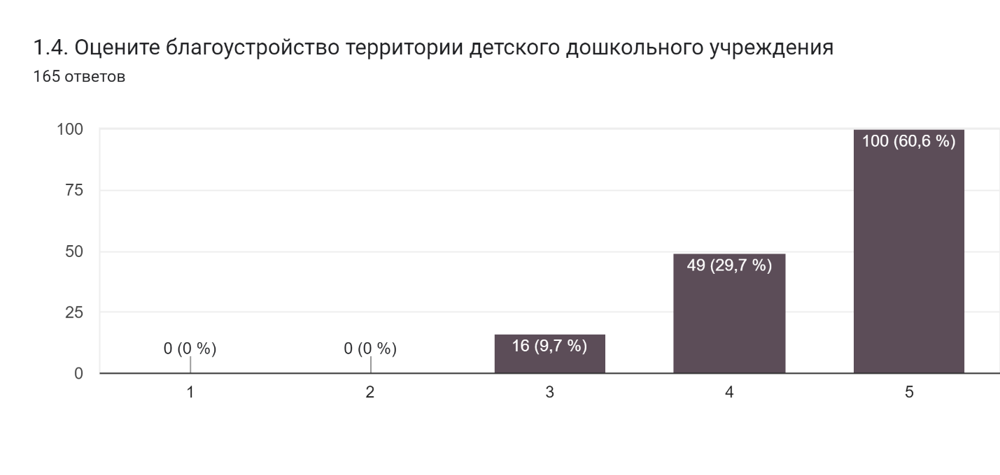 1.4. Оцените благоустройство территории детского дошкольного учреждения
165 ответов
100
75
50
25
0
0 (0 %)
0 (0 %)
16 (9,7 %)
49 (29,7 %)
100 (60,6 %)
1
2
3
4
5